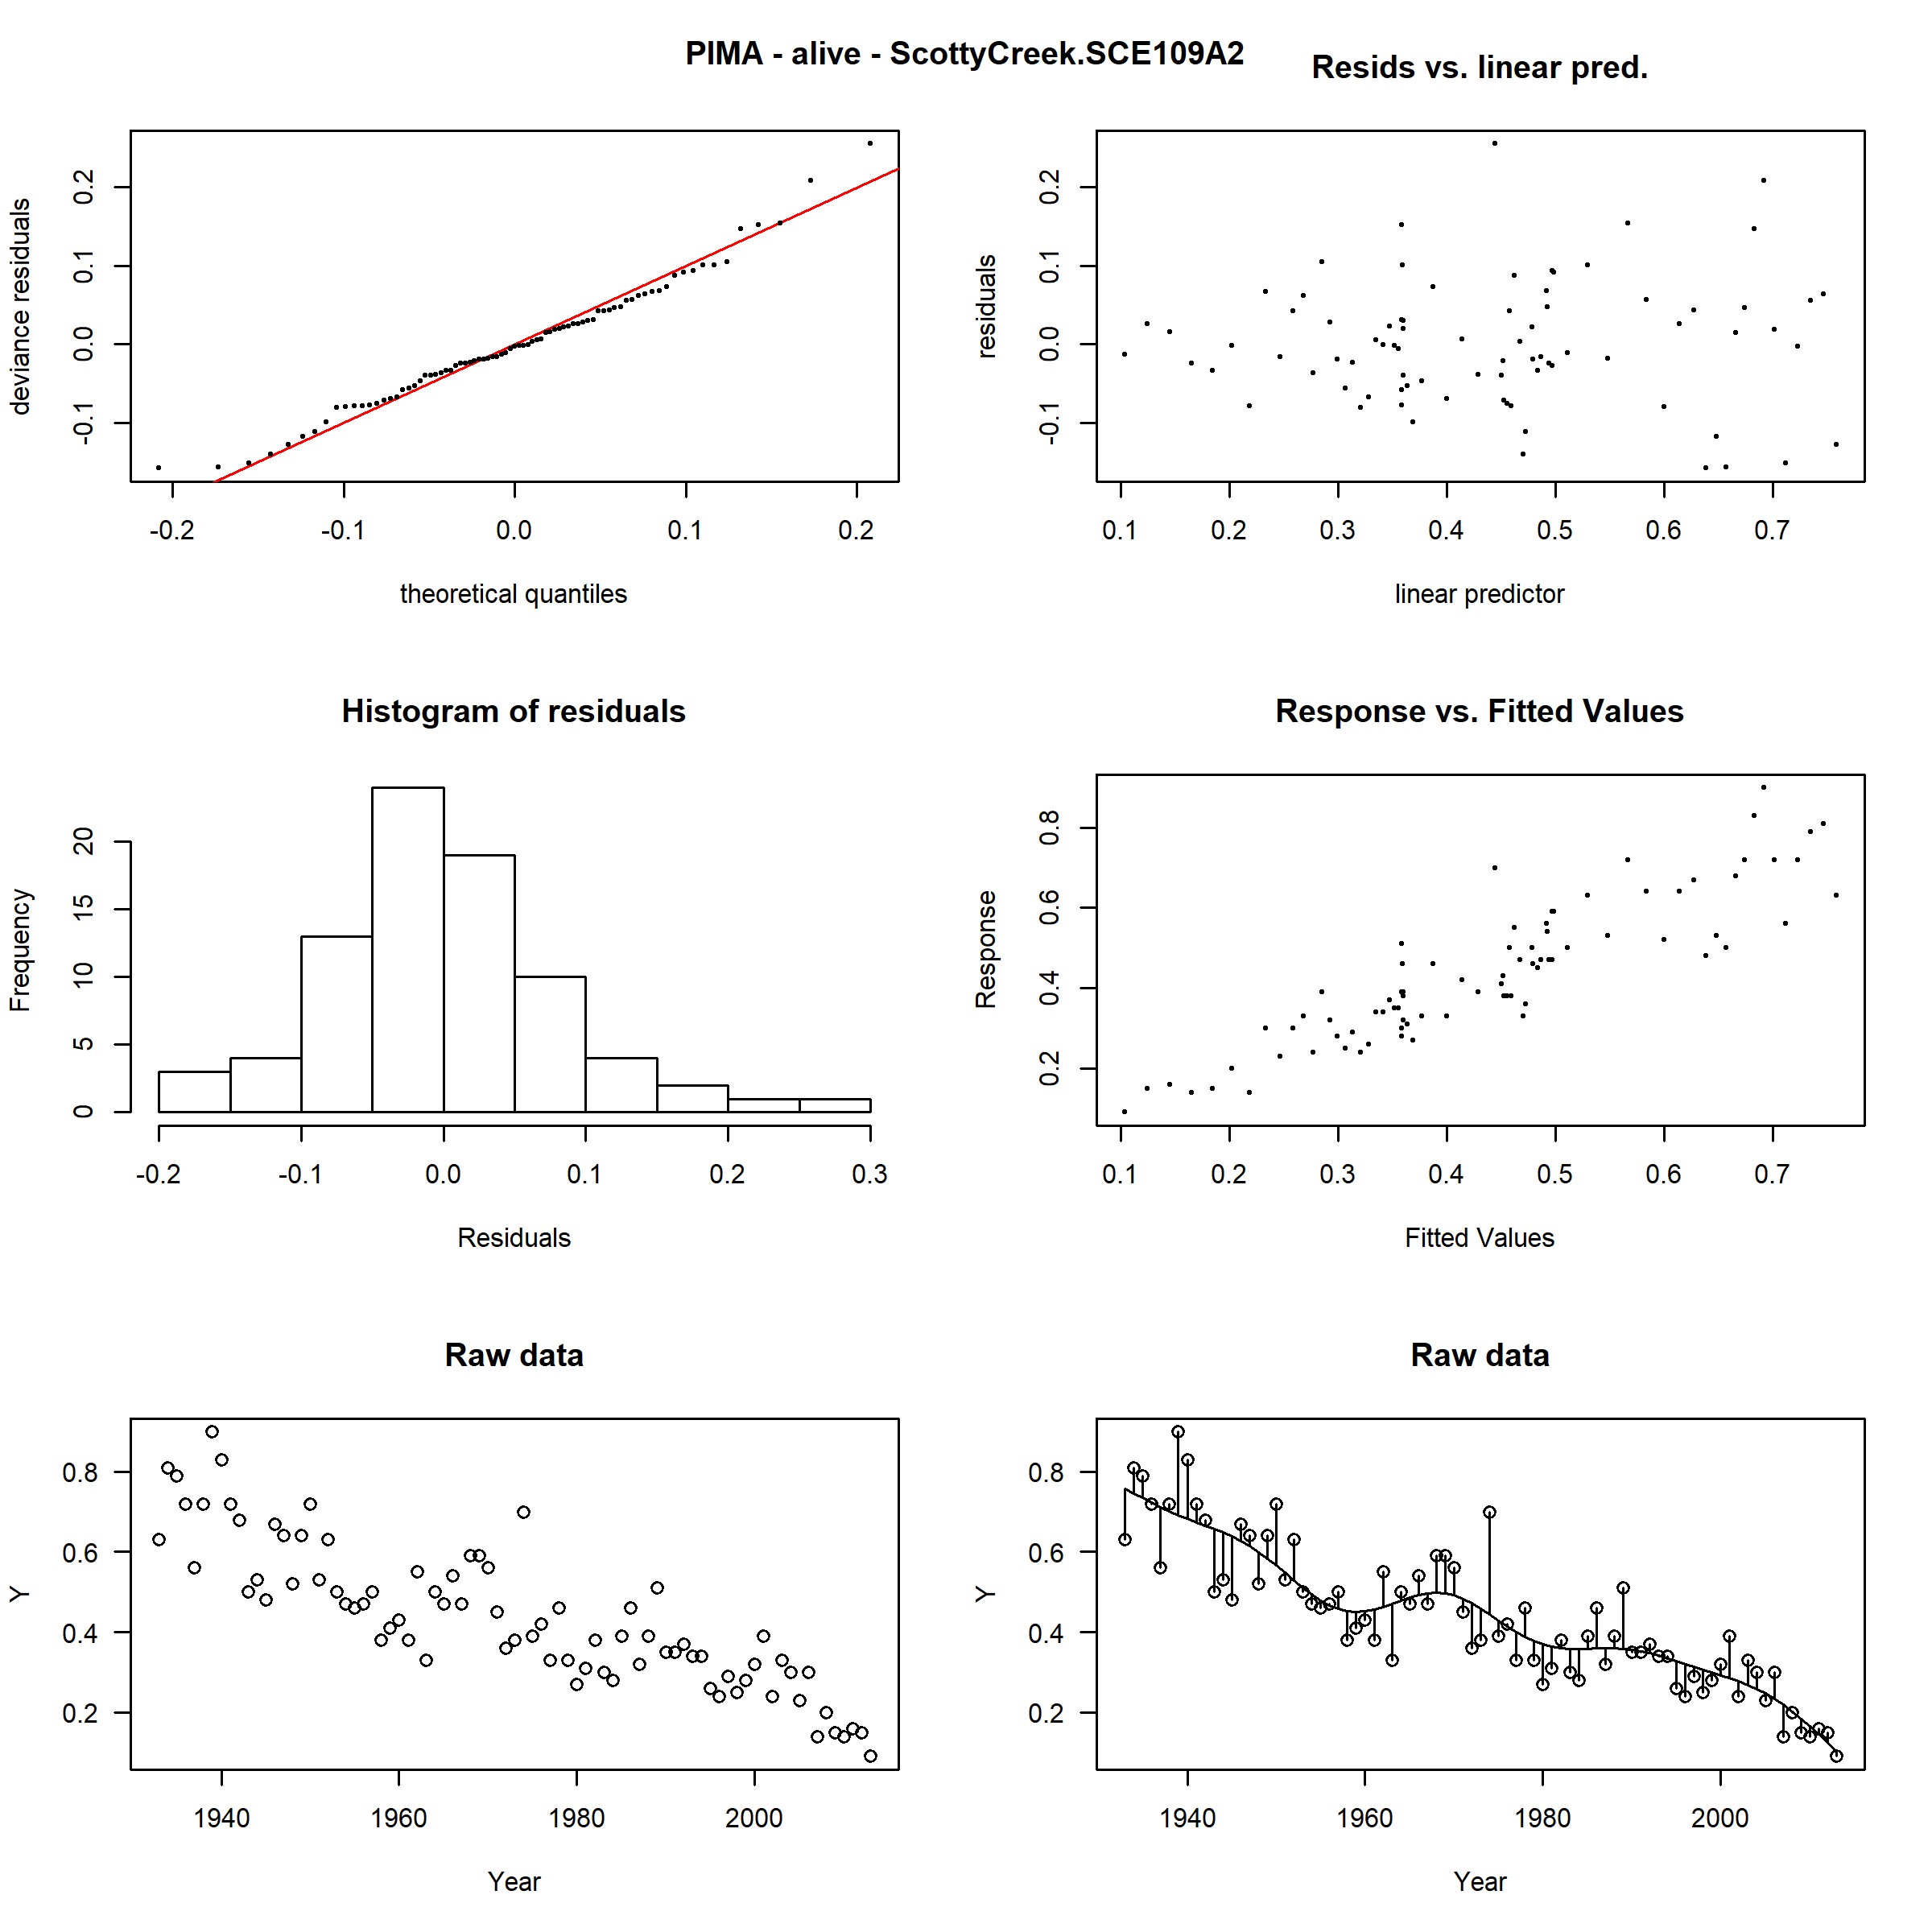 PIMA - alive - ScottyCreek.SCE109A2
Resids vs. linear pred.
deviance residuals
-0.1 0.0 0.1 0.2
-0.2 -0.1 0.0 0.1 0.2
theoretical quantiles
residuals
-0.1 0.0 0.1 0.2
0.1 0.2 0.3 0.4 0.5 0.6 0.7
linear predictor
Histogram of residuals
Frequency
0 5 10 15 20
-0.2 -0.1 0.0 0.1 0.2 0.3
Residuals
Response vs. Fitted Values
Response
0.2 0.4 0.6 0.8
0.1 0.2 0.3 0.4 0.5 0.6 0.7
Fitted Values
Raw data
Y
0.8
0.6
0.4
0.2
1940 1960 1980 2000
Year
Raw data
Y
0.8
0.6
0.4
0.2
1940 1960 1980 2000
Year